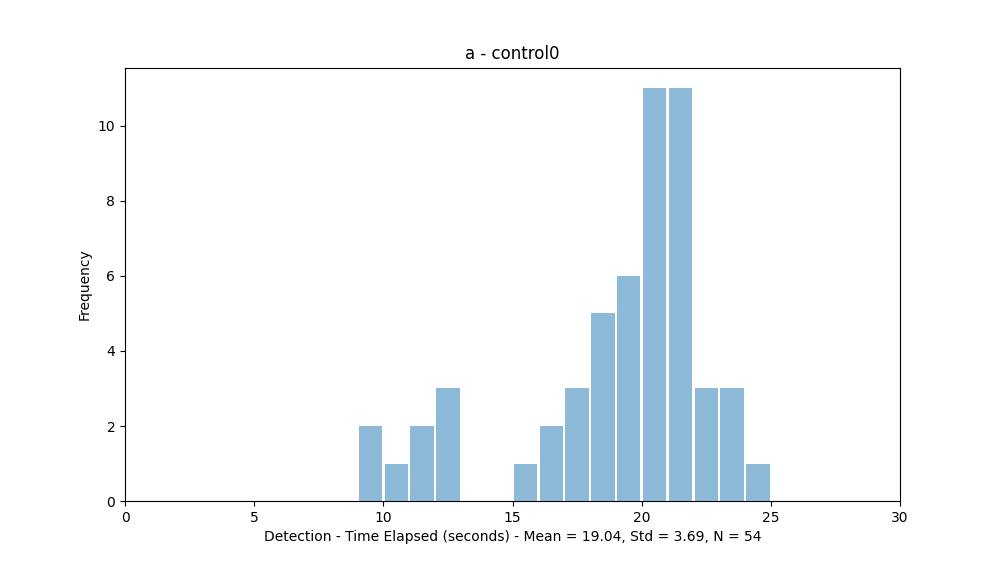 a - control0
Frequency
10
8
6
4
2
0
0 5 10 15 20 25 30
Detection - Time Elapsed (seconds) - Mean = 19.04, Std = 3.69, N = 54